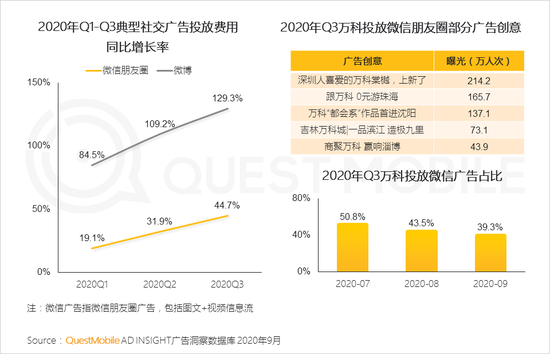 2020年Q1-Q3典型社交广告投放费用
同比增长率
微信朋友圈
微博
150%
100%
50%
0%
84.5%
109.2%
129.3%
19.1%
31.9%
44.7%
2020Q1
2020Q2
2020Q3
2020年Q3万科投放微信朋友圈部分广告创意
广告创意 曝光（万人次）
深圳人喜爱的万科棠樾，上新了 214.2
跟万科 0元游珠海 165.7
万科“都会系”作品首进沈阳 137.1
吉林万科城|一品滨江 造极九里 73.1
商聚万科 赢响淄博 43.9
2020年Q3万科投放微信广告占比
80%
40%
0%
50.8%
43.5%
39.3%
2020-07
2020-08
2020-09
QUESTMOBILE
注：微信广告指微信朋友圈广告，包括图文+视频信息流
Source：QuestMobile AD INSIGHT广告洞察数据库 2020年9月